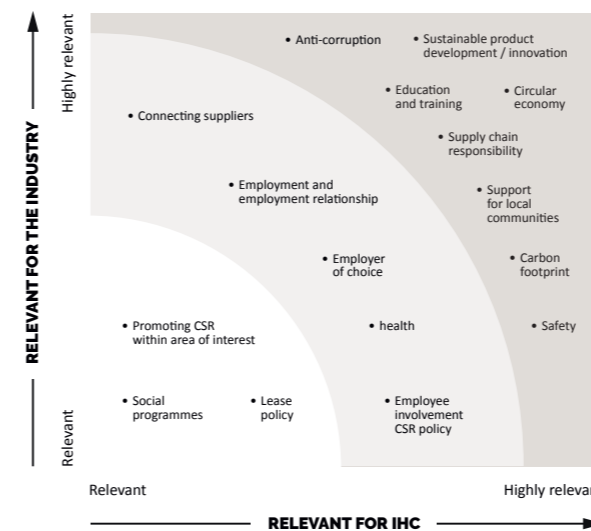 Highly relevant
RELEVANT FOR THE INDUSTRY
Relevant
• Anti-corruption
• Sustainable product
development / innovation
• Education
and training
• Circular
economy
• Connecting suppliers
• Supply chain
responsibility
• Employment and
employment relationship
• Support
for local
communities
• Employer
of choice
• Carbon
footprint
• Promoting CSR
within area of interest
• health
• Safety
• Social
programmes
• Lease
policy
• Employee
involvement
CSR policy
Relevant
Highly relevan
RELEVANT FOR IHC